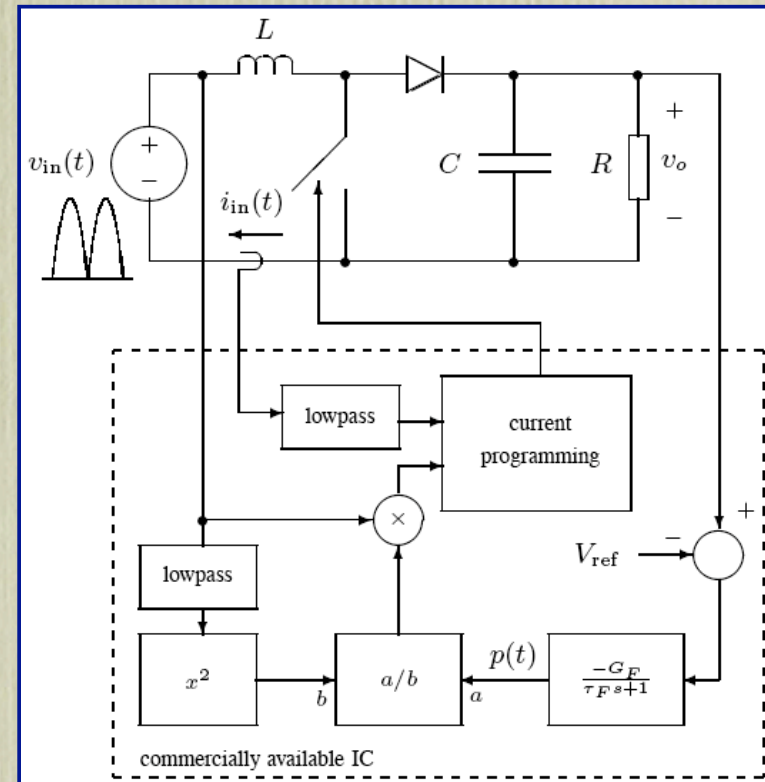 L
+
v_in(t)
−
i_in(t)
C
R
+
v_o
−
lowpass
current
programming
×
+
−
V_ref
lowpass
x²
b
a/b
a
p(t)
−G_F
τ_F s+1
commercially available IC